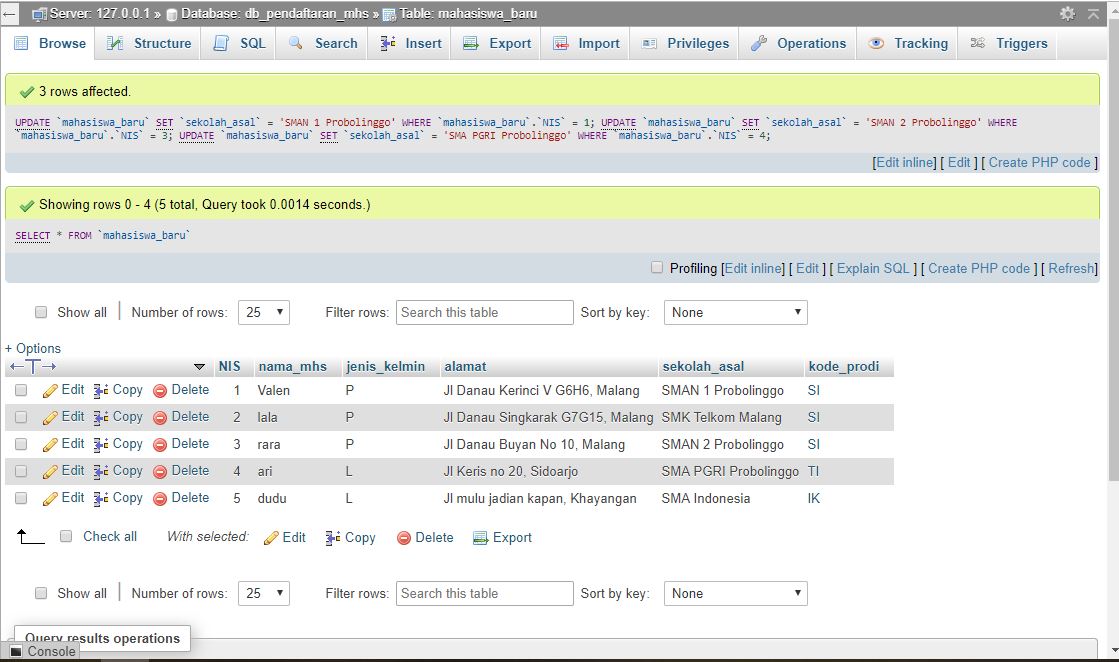 Server: 127.0.0.1 » Database: db_pendaftaran_mhs » Table: mahasiswa_baru
Browse Structure SQL Search Insert Export Import Privileges Operations Tracking Triggers
3 rows affected.
UPDATE `mahasiswa_baru` SET `sekolah_asal` = 'SMAN 1 Probolinggo' WHERE `mahasiswa_baru`.`NIS` = 1; UPDATE `mahasiswa_baru` SET `sekolah_asal` = 'SMAN 2 Probolinggo' WHERE
`mahasiswa_baru`.`NIS` = 3; UPDATE `mahasiswa_baru` SET `sekolah_asal` = 'SMA PGRI Probolinggo' WHERE `mahasiswa_baru`.`NIS` = 4;
[Edit inline] [ Edit ] [ Create PHP code ]
Showing rows 0 - 4 (5 total, Query took 0.0014 seconds.)
SELECT * FROM `mahasiswa_baru`
Profiling [Edit inline] [ Edit ] [ Explain SQL ] [ Create PHP code ] [ Refresh]
Show all | Number of rows: 25 Filter rows: Search this table Sort by key: None
+ Options
NIS nama_mhs jenis_kelmin alamat sekolah_asal kode_prodi
Edit Copy Delete 1 Valen P Jl Danau Kerinci V G6H6, Malang SMAN 1 Probolinggo SI
Edit Copy Delete 2 lala P Jl Danau Singkarak G7G15, Malang SMK Telkom Malang SI
Edit Copy Delete 3 rara P Jl Danau Buyan No 10, Malang SMAN 2 Probolinggo SI
Edit Copy Delete 4 ari L Jl Keris no 20, Sidoarjo SMA PGRI Probolinggo TI
Edit Copy Delete 5 dudu L Jl mulu jadian kapan, Khayangan SMA Indonesia IK
Check all With selected: Edit Copy Delete Export
Show all | Number of rows: 25 Filter rows: Search this table Sort by key: None
Query results operations
Console